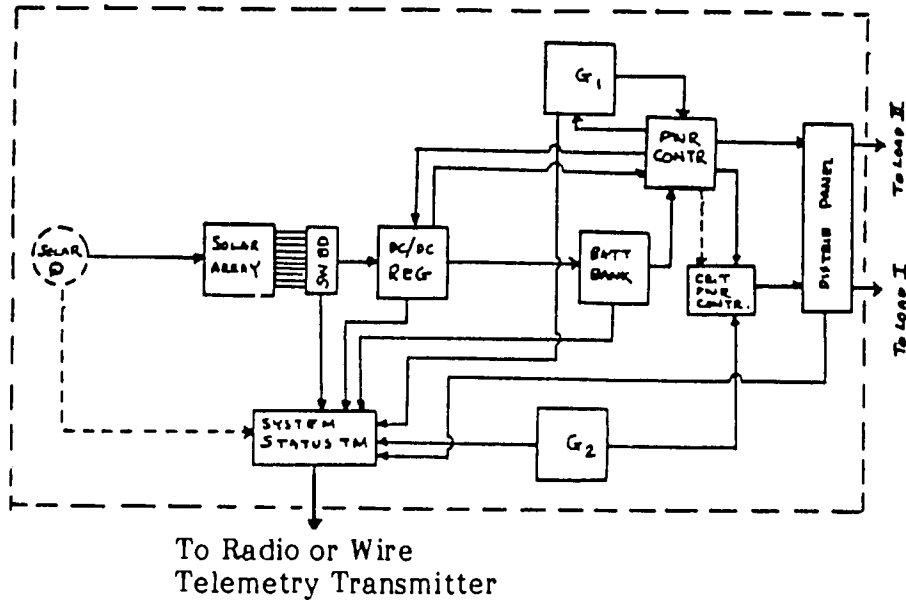 G1
PWR
CONTR
TO LOAD II
DISTRIB PANEL
SOLAR
SOLAR
ARRAY
SW BD
DC/DC
REG
BATT
BANK
CRIT
PWR
CONTR.
TO LOAD I
SYSTEM
STATUS TM
G2
To Radio or Wire
Telemetry Transmitter